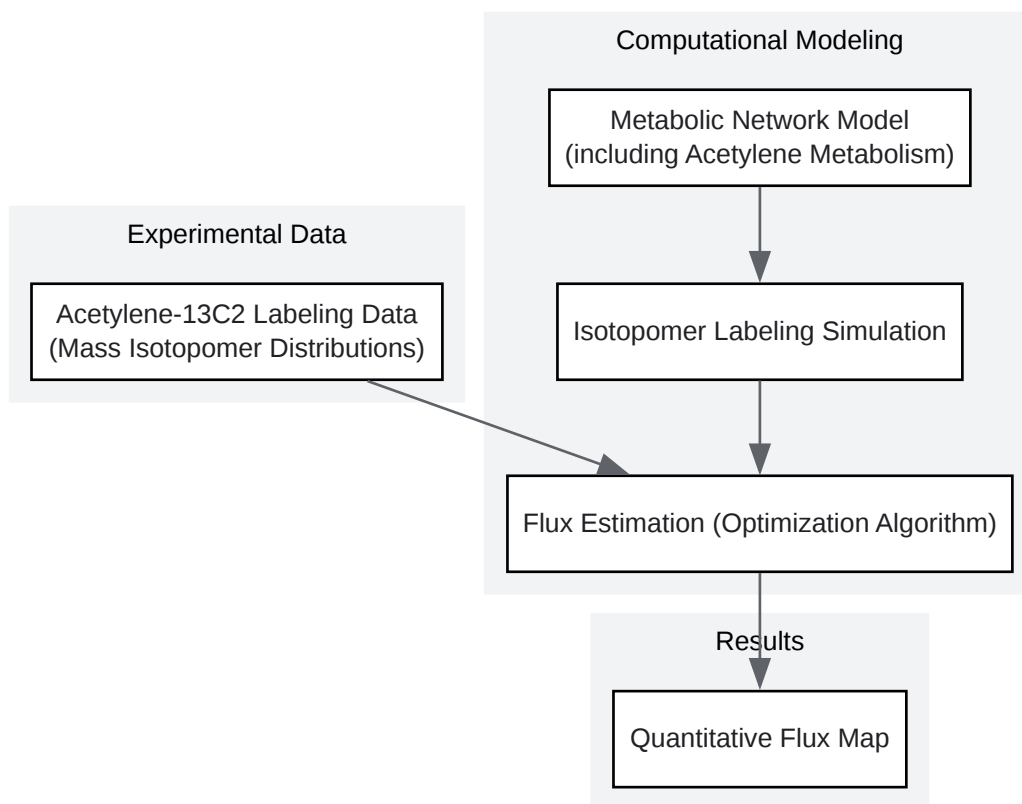 Computational Modeling
Metabolic Network Model
(including Acetylene Metabolism)
Experimental Data
Acetylene-13C2 Labeling Data
(Mass Isotopomer Distributions)
Isotopomer Labeling Simulation
Flux Estimation (Optimization Algorithm)
Results
Quantitative Flux Map